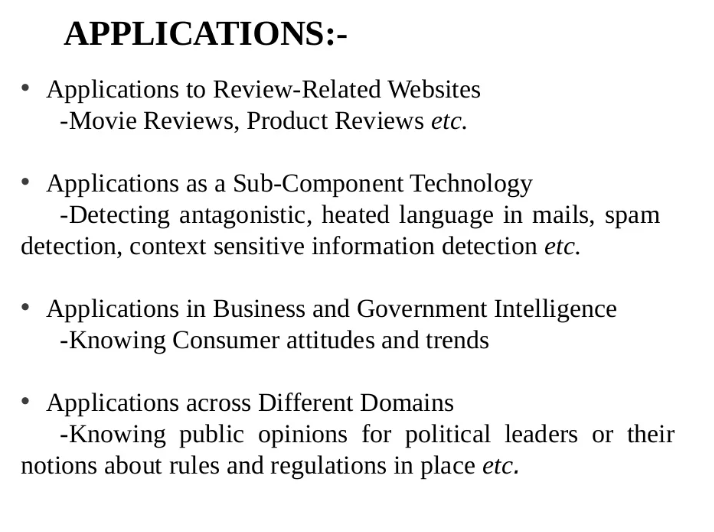 APPLICATIONS:-
• Applications to Review-Related Websites
-Movie Reviews, Product Reviews etc.
• Applications as a Sub-Component Technology
-Detecting antagonistic, heated language in mails, spam
detection, context sensitive information detection etc.
• Applications in Business and Government Intelligence
-Knowing Consumer attitudes and trends
• Applications across Different Domains
-Knowing public opinions for political leaders or their
notions about rules and regulations in place etc.